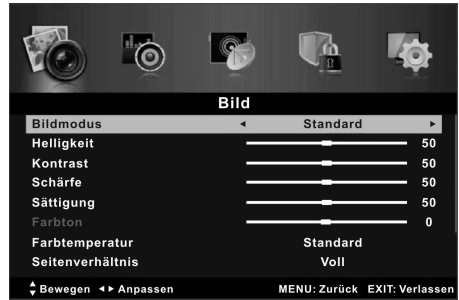 Bild
Bildmodus Standard
Helligkeit 50
Kontrast 50
Schärfe 50
Sättigung 50
Farbton 0
Farbtemperatur Standard
Seitenverhältnis Voll
Bewegen Anpassen MENU: Zurück EXIT: Verlassen